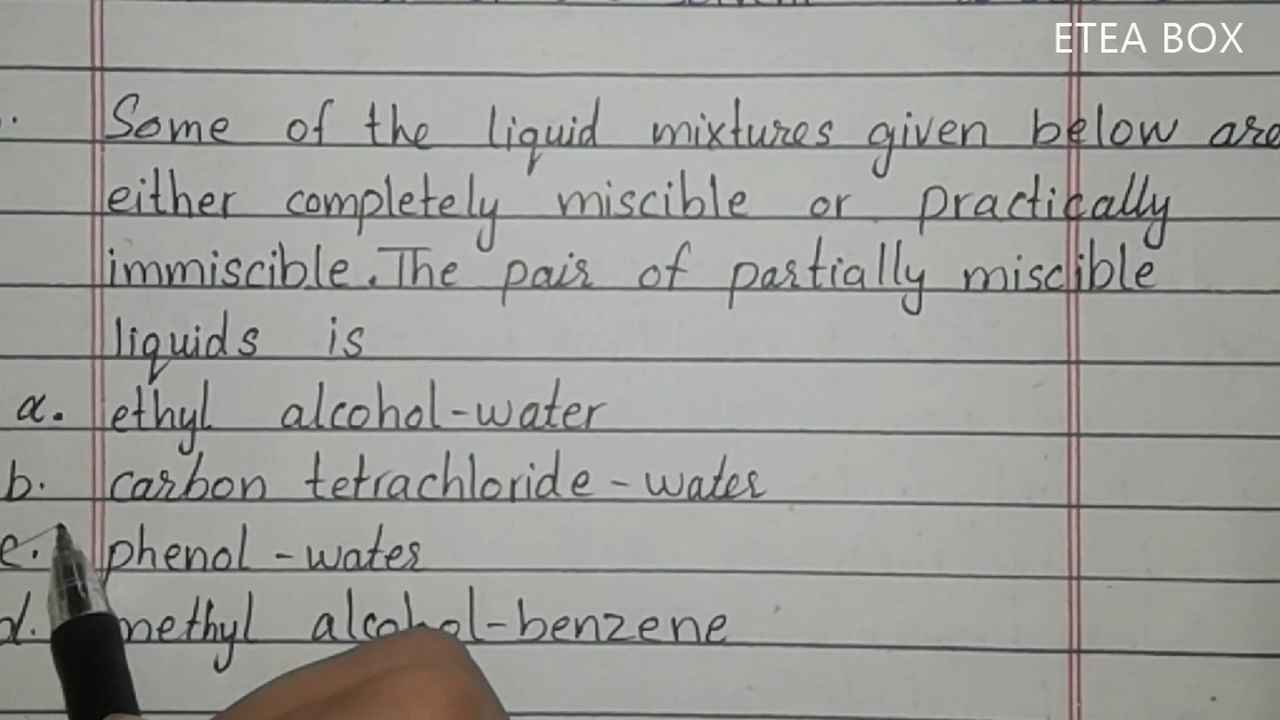 ETEA BOX
Some of the liquid mixtures given below are
either completely miscible or practically
immiscible. The pair of partially miscible
liquids is
a. ethyl alcohol-water
b. carbon tetrachloride-water
c. phenol-water
d. methyl alcohol-benzene